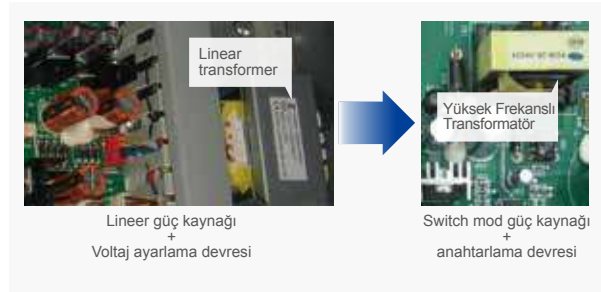 Linear
transformer
Yüksek Frekanslı
Transformatör
Lineer güç kaynağı
+
Voltaj ayarlama devresi
Switch mod güç kaynağı
+
anahtarlama devresi